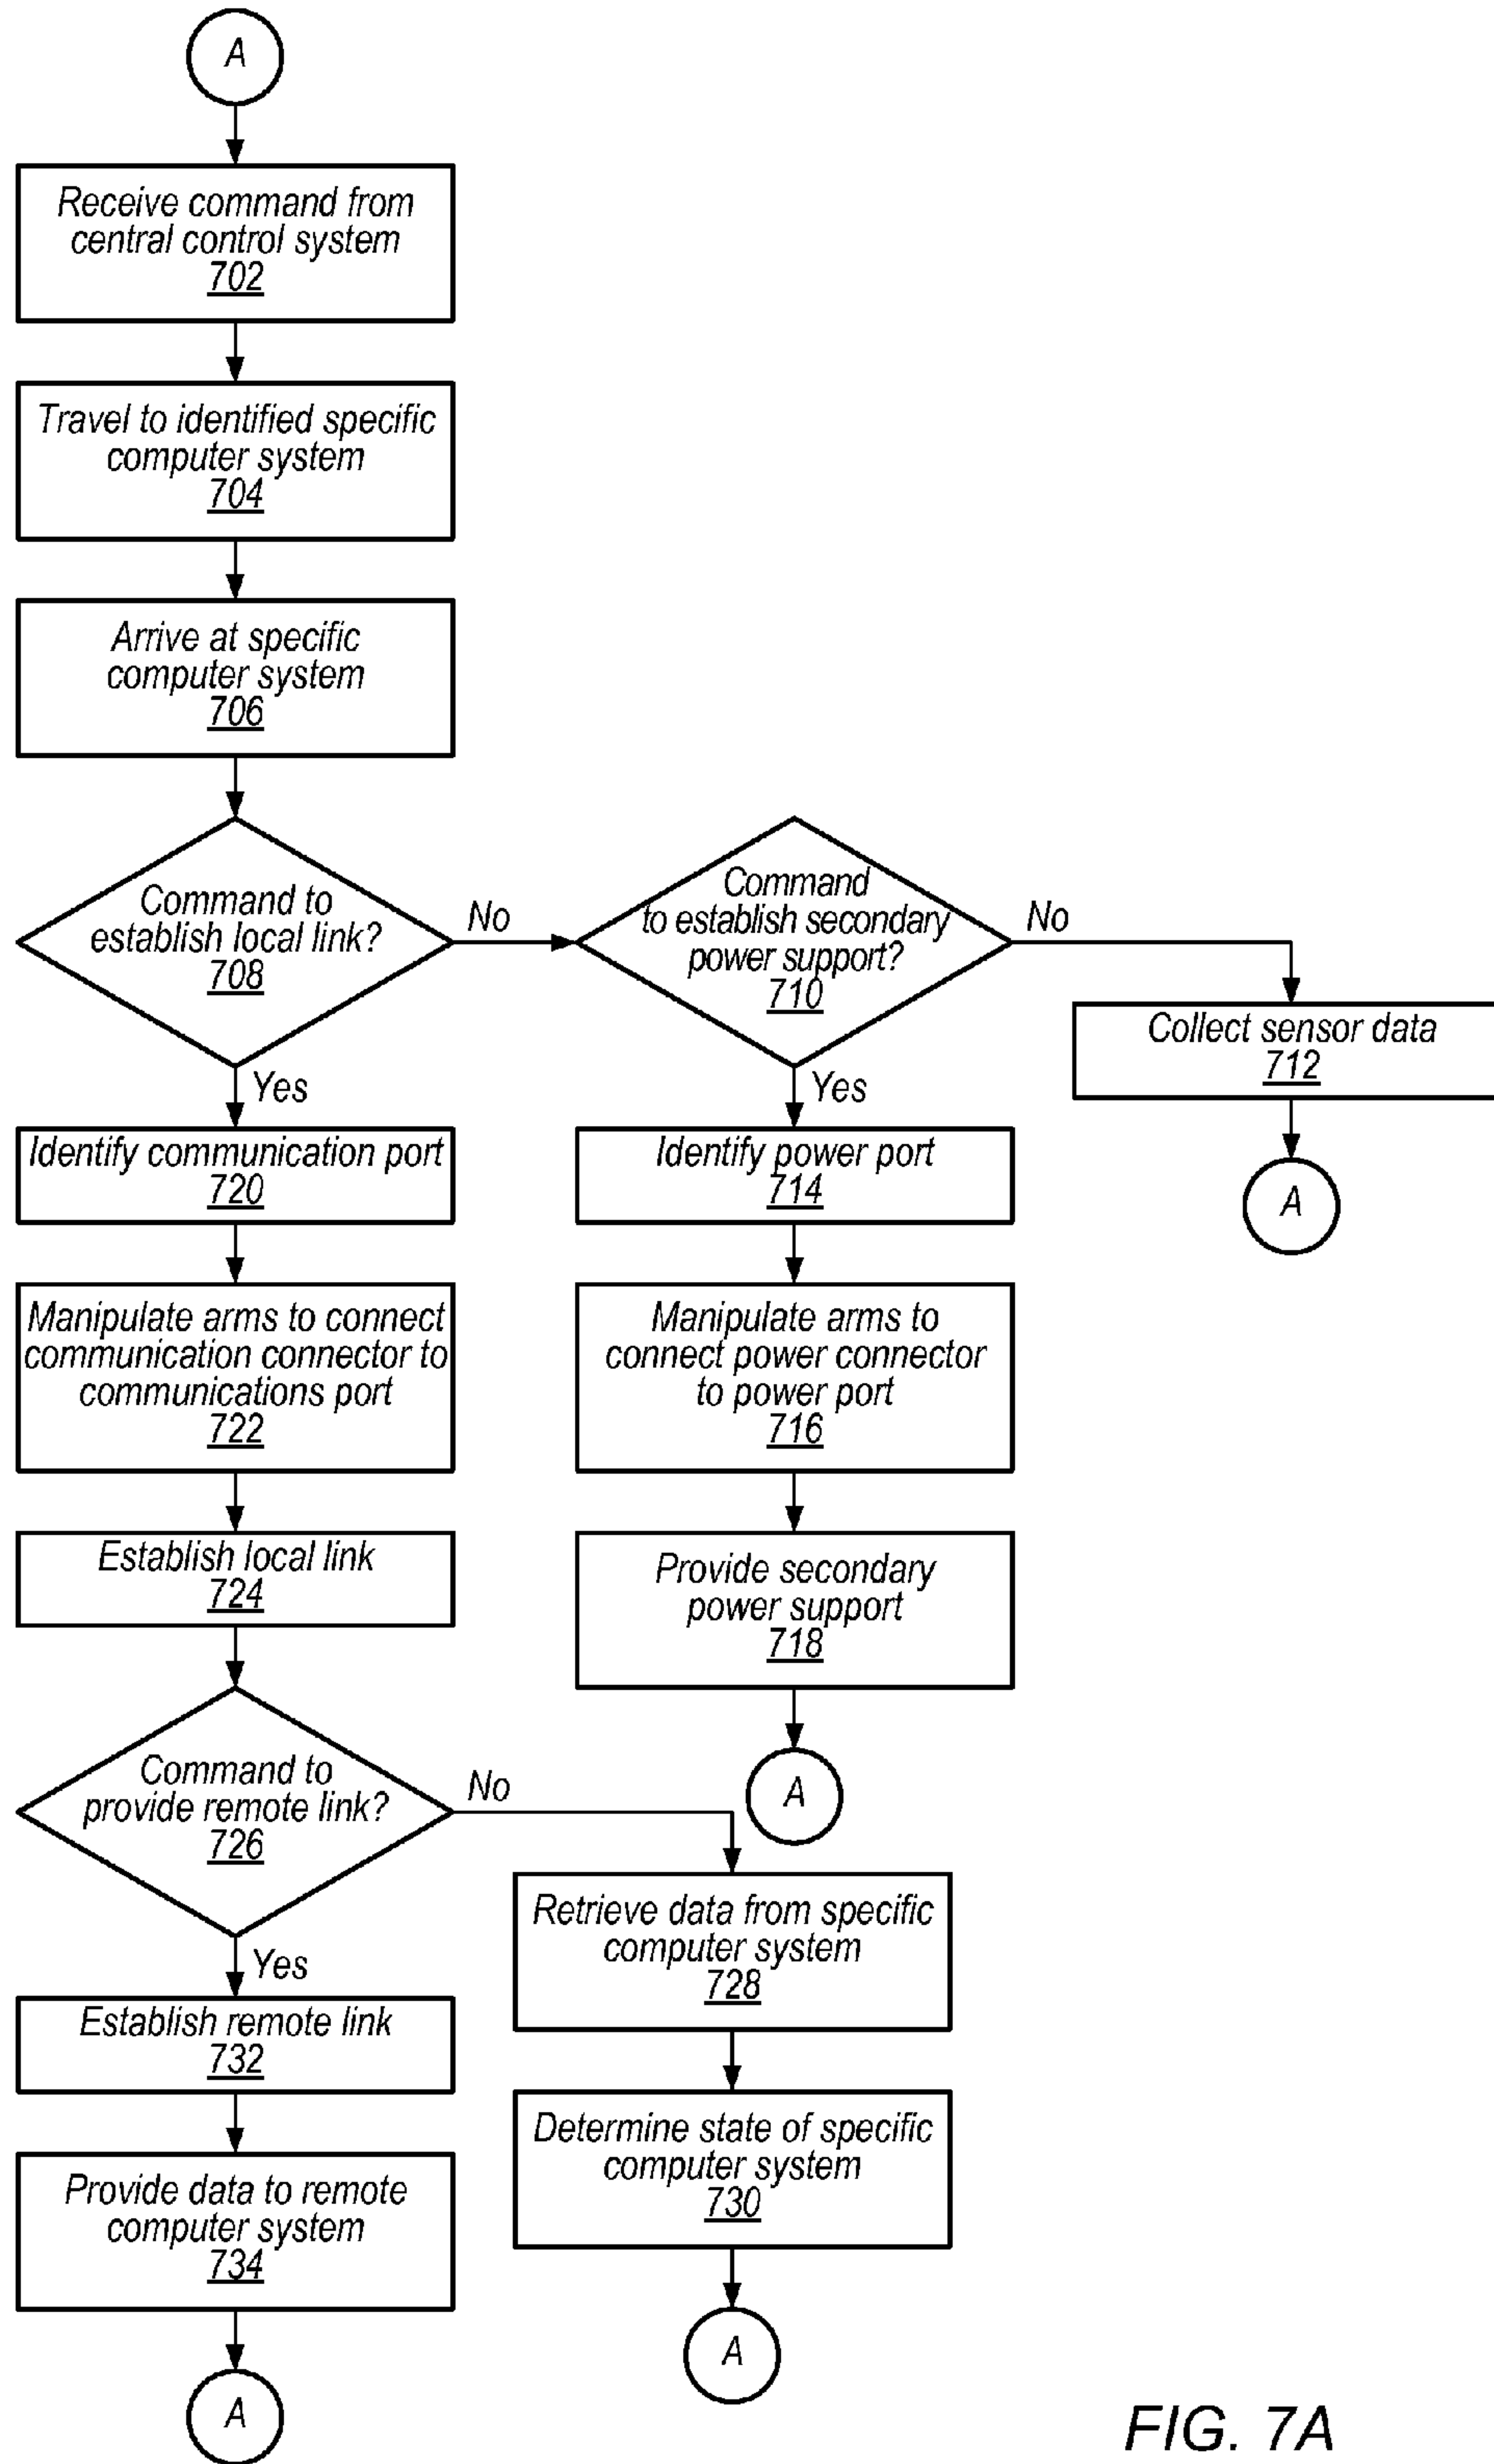 A
Receive command from
central control system
702
Travel to identified specific
computer system
704
Arrive at specific
computer system
706
Command to
establish local link?
708
No
Yes
Command
to establish secondary
power support?
710
No
Yes
Collect sensor data
712
A
Identify communication port
720
Manipulate arms to connect
communication connector to
communications port
722
Establish local link
724
Identify power port
714
Manipulate arms to
connect power connector
to power port
716
Provide secondary
power support
718
A
Command to
provide remote link?
726
No
Yes
Retrieve data from specific
computer system
728
Determine state of specific
computer system
730
A
Establish remote link
732
Provide data to remote
computer system
734
A
FIG. 7A